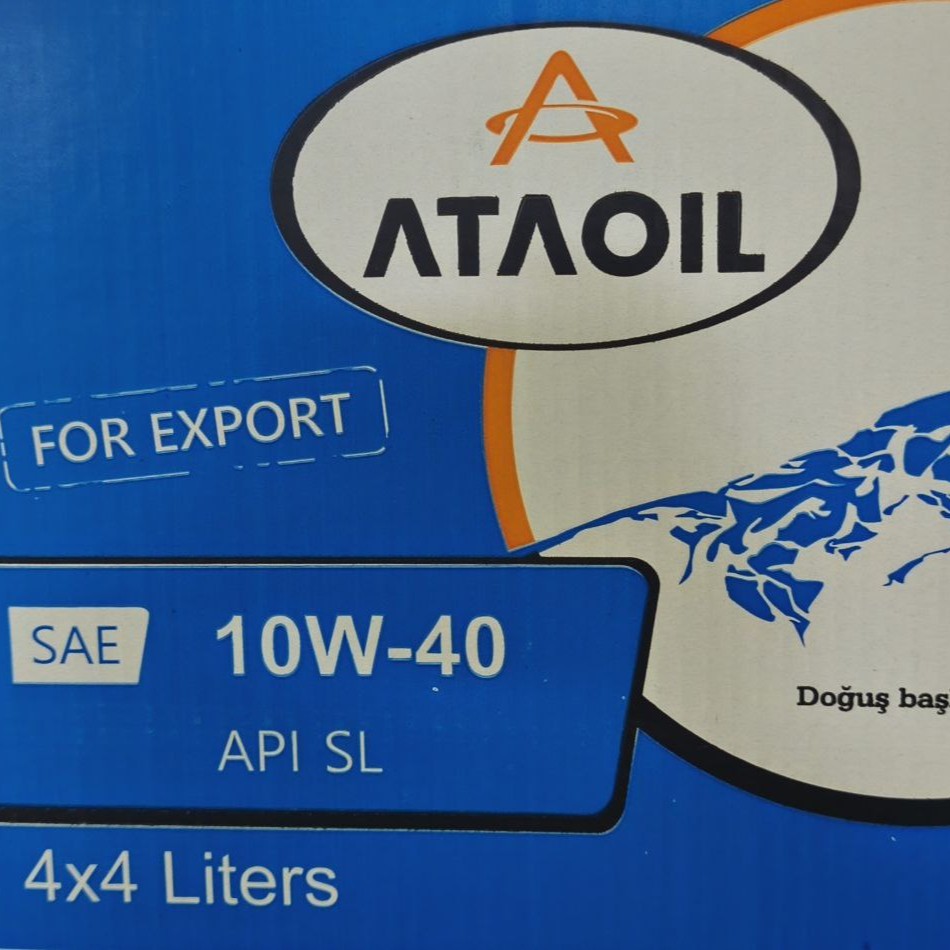 ATAOIL
FOR EXPORT
SAE 10W-40
API SL
Doğuş baş
4x4 Liters